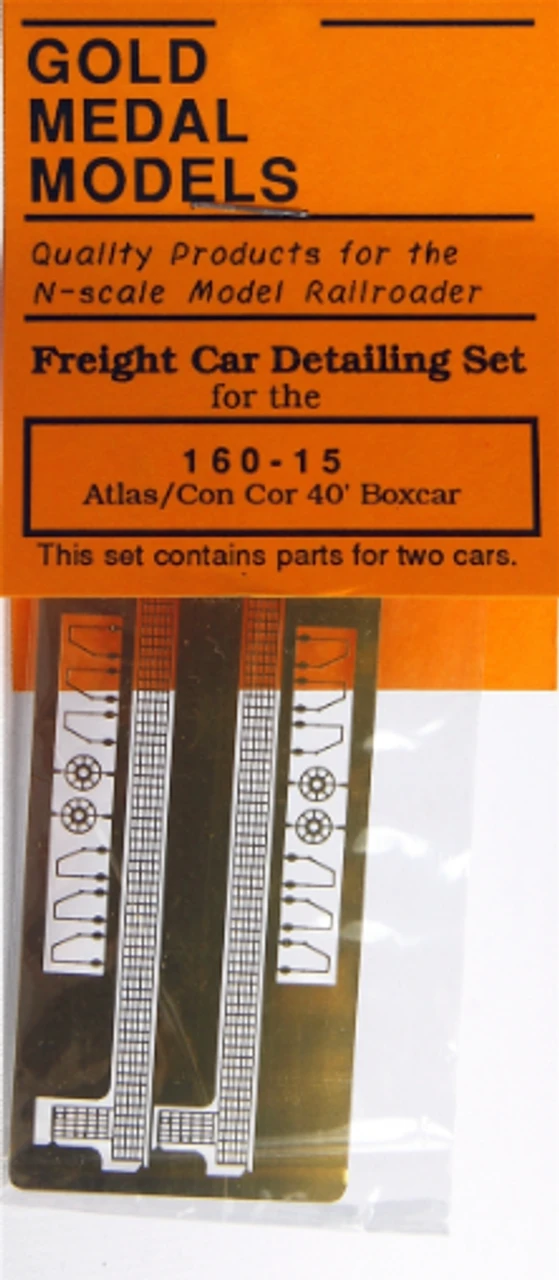 GOLD
MEDAL
MODELS
Quality Products for the
N-scale Model Railroader
Freight Car Detailing Set
for the
160-15
Atlas/Con Cor 40' Boxcar
This set contains parts for two cars.